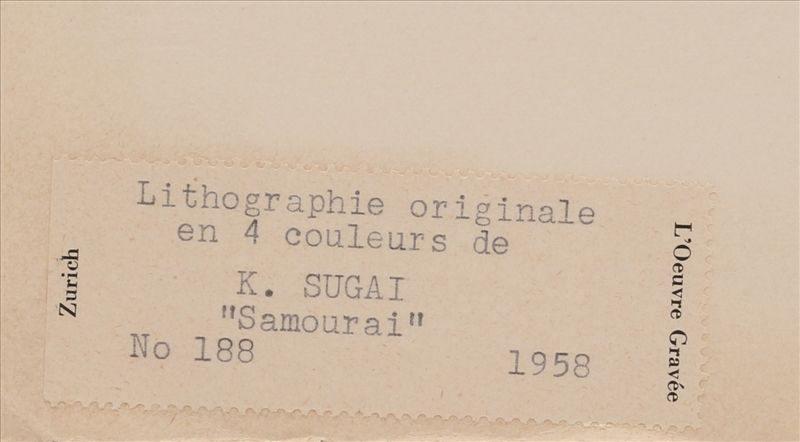 Zurich
Lithographie originale
en 4 couleurs de
K. SUGAI
"Samourai"
No 188 1958
L'Oeuvre Gravée